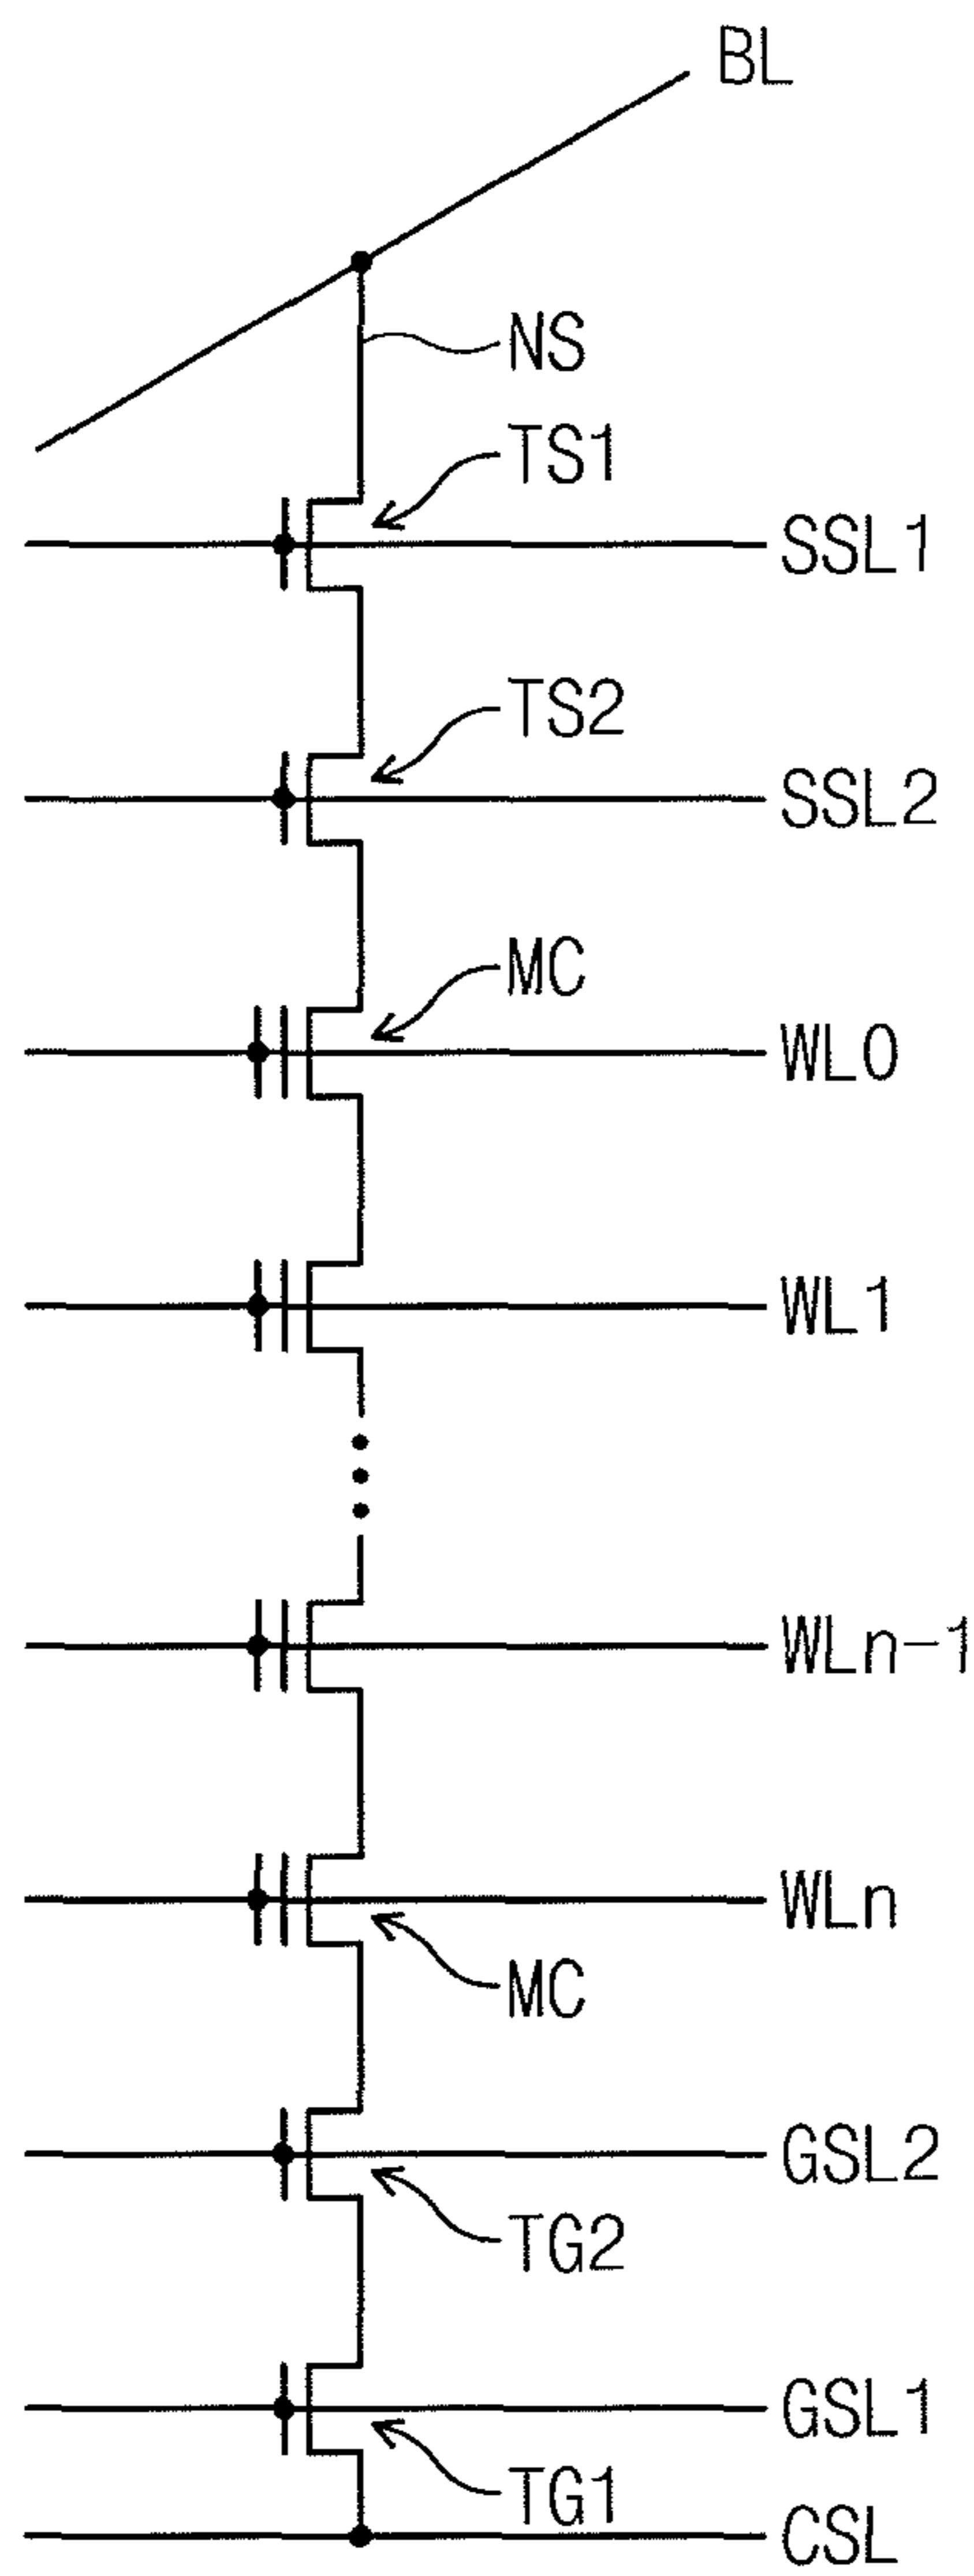 BL
NS
TS1
SSL1
TS2
SSL2
MC
WL0
WL1
WLn-1
WLn
MC
GSL2
TG2
GSL1
TG1
CSL